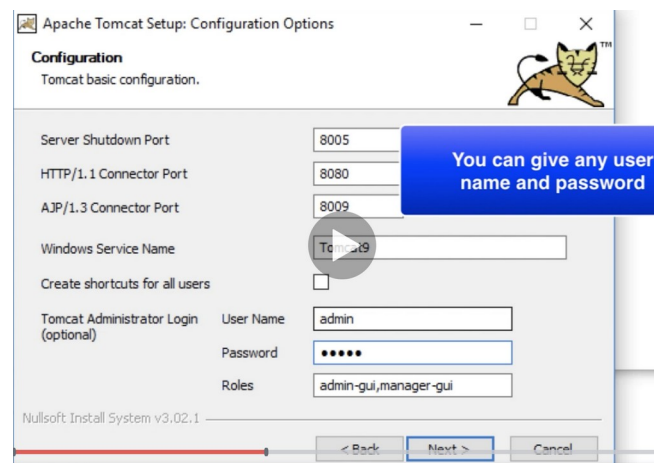 Apache Tomcat Setup: Configuration Options
Configuration
Tomcat basic configuration.
TM
Server Shutdown Port 8005
HTTP/1.1 Connector Port 8080
AJP/1.3 Connector Port 8009
You can give any user
name and password
Windows Service Name Tomcat9
Create shortcuts for all users
Tomcat Administrator Login User Name admin
(optional)
Password •••••
Roles admin-gui,manager-gui
Nullsoft Install System v3.02.1
< Back Next > Cancel